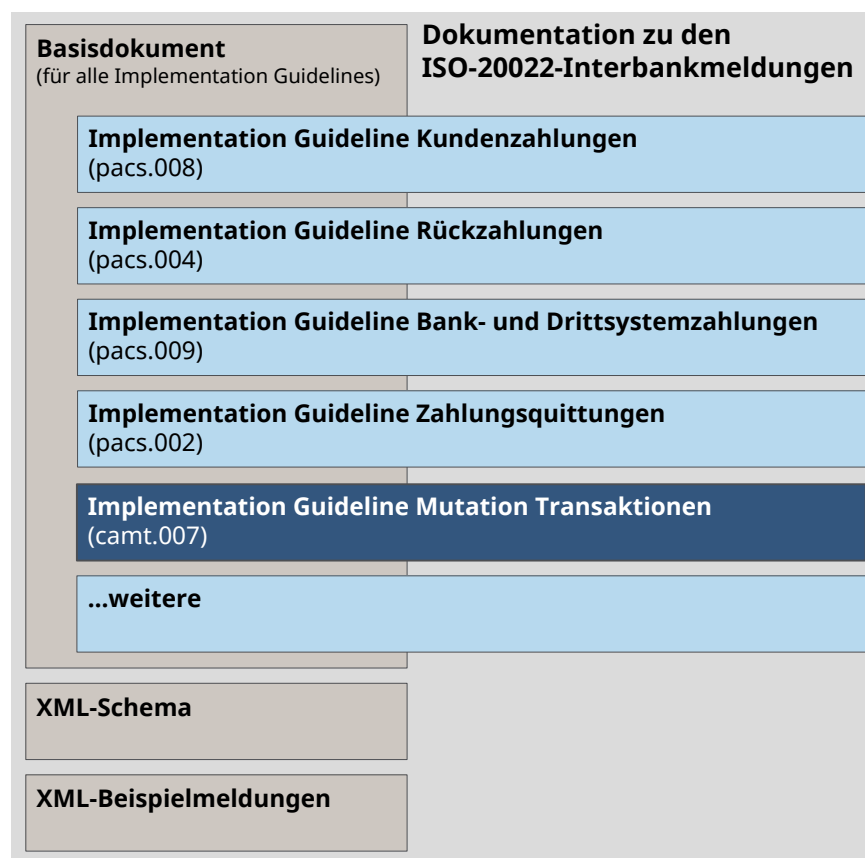 Basisdokument
(für alle Implementation Guidelines)
Dokumentation zu den
ISO-20022-Interbankmeldungen
Implementation Guideline Kundenzahlungen
(pacs.008)
Implementation Guideline Rückzahlungen
(pacs.004)
Implementation Guideline Bank- und Drittsystemzahlungen
(pacs.009)
Implementation Guideline Zahlungsquittungen
(pacs.002)
Implementation Guideline Mutation Transaktionen
(camt.007)
...weitere
XML-Schema
XML-Beispielmeldungen